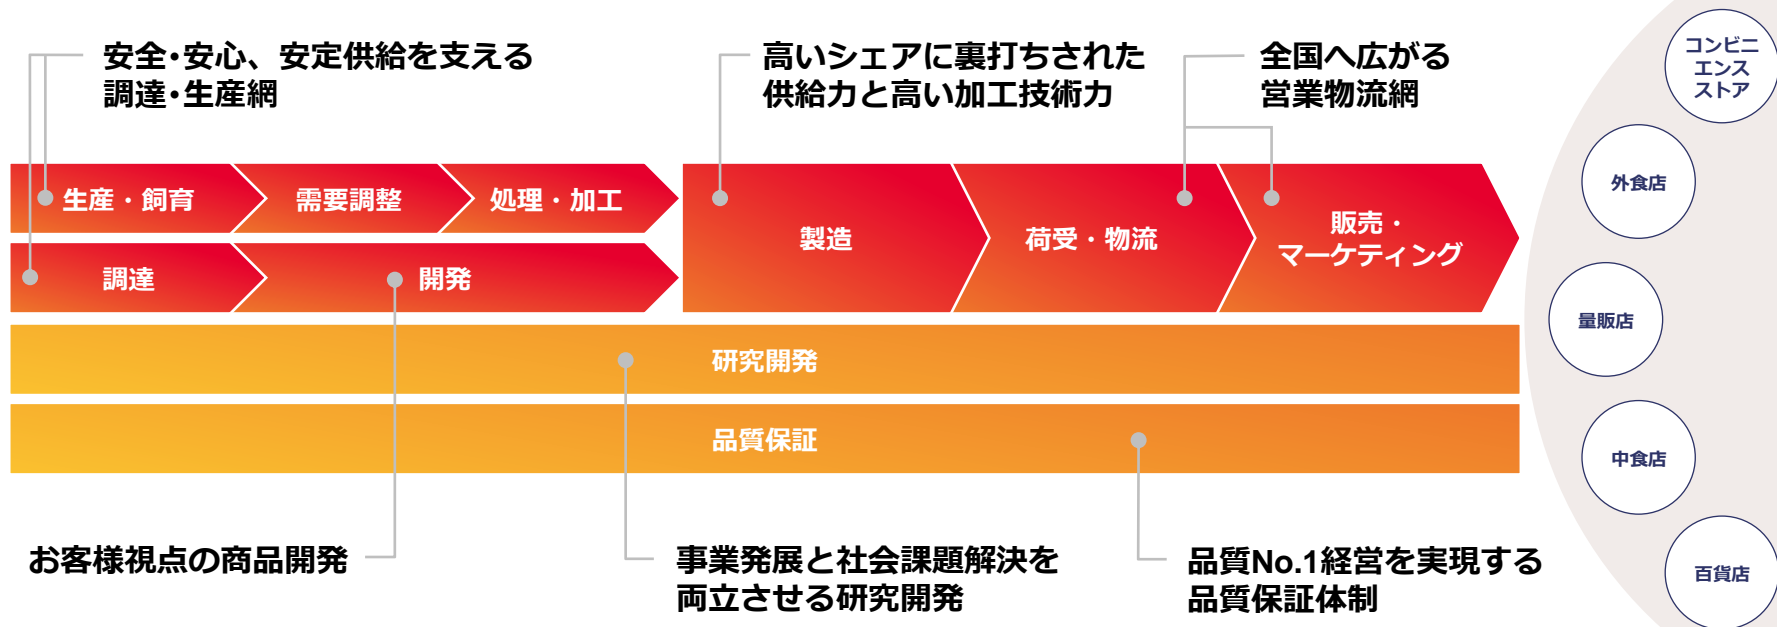 安全・安心、安定供給を支える
調達・生産網
高いシェアに裏打ちされた
供給力と高い加工技術力
全国へ広がる
営業物流網
生産・飼育
需要調整
処理・加工
調達
開発
製造
荷受・物流
販売・
マーケティング
研究開発
品質保証
お客様視点の商品開発
事業発展と社会課題解決を
両立させる研究開発
品質No.1経営を実現する
品質保証体制
コンビニ
エンス
ストア
外食店
量販店
中食店
百貨店